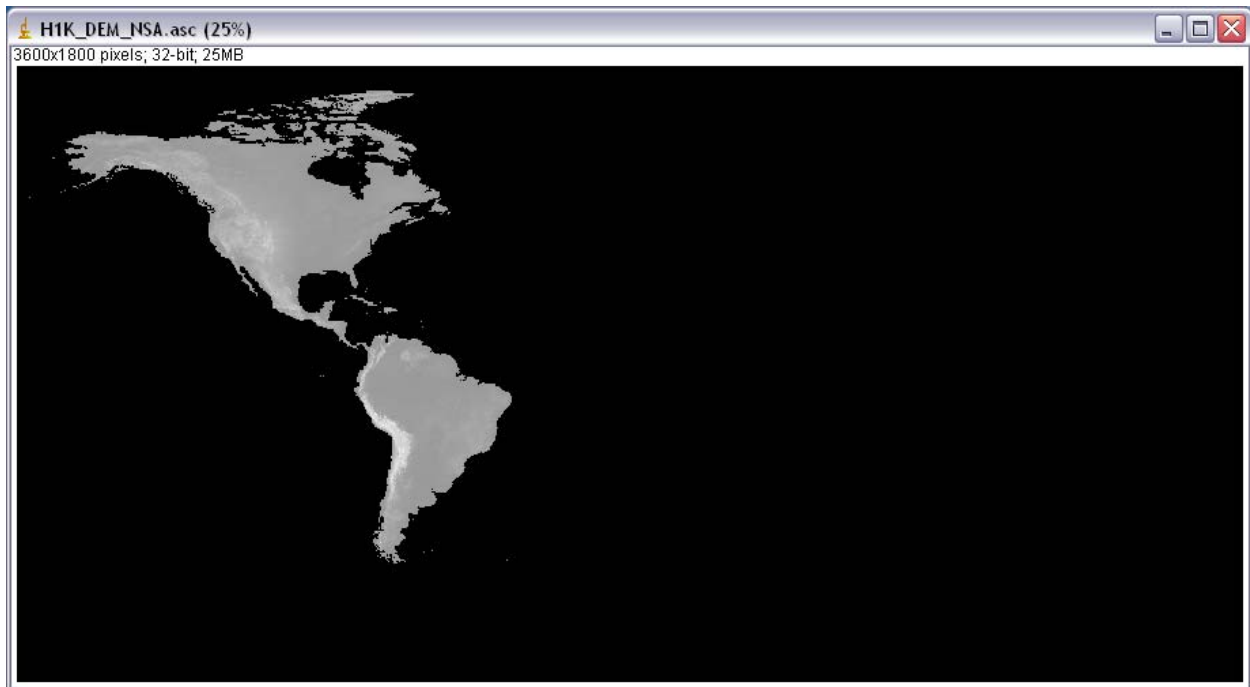 H1K_DEM_NSA.asc (25%)
3600x1800 pixels; 32-bit; 25MB